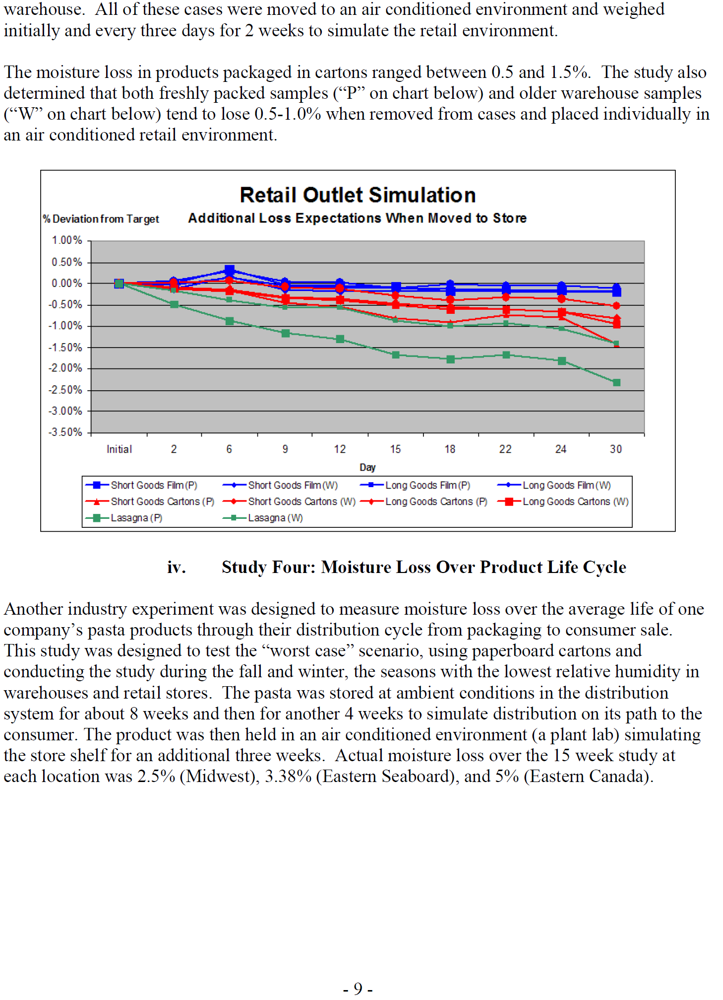 warehouse.  All of these cases were moved to an air conditioned environment and weighed
initially and every three days for 2 weeks to simulate the retail environment.
The moisture loss in products packaged in cartons ranged between 0.5 and 1.5%.  The study also
determined that both freshly packed samples (“P” on chart below) and older warehouse samples
(“W” on chart below) tend to lose 0.5-1.0% when removed from cases and placed individually in
an air conditioned retail environment.
Retail Outlet Simulation
% Deviation from Target
Additional Loss Expectations When Moved to Store
1.00%
0.50%
0.00%
-0.50%
-1.00%
-1.50%
-2.00%
-2.50%
-3.00%
-3.50%
Initial 2 6 9 12 15 18 22 24 30
Day
Short Goods Film (P) Short Goods Film (W) Long Goods Film (P) Long Goods Film (W)
Short Goods Cartons (P) Short Goods Cartons (W) Long Goods Cartons (P) Long Goods Cartons (W)
Lasagna (P) Lasagna (W)
iv. Study Four: Moisture Loss Over Product Life Cycle
Another industry experiment was designed to measure moisture loss over the average life of one
company’s pasta products through their distribution cycle from packaging to consumer sale.
This study was designed to test the “worst case” scenario, using paperboard cartons and
conducting the study during the fall and winter, the seasons with the lowest relative humidity in
warehouses and retail stores.  The pasta was stored at ambient conditions in the distribution
system for about 8 weeks and then for another 4 weeks to simulate distribution on its path to the
consumer. The product was then held in an air conditioned environment (a plant lab) simulating
the store shelf for an additional three weeks.  Actual moisture loss over the 15 week study at
each location was 2.5% (Midwest), 3.38% (Eastern Seaboard), and 5% (Eastern Canada).
- 9 -